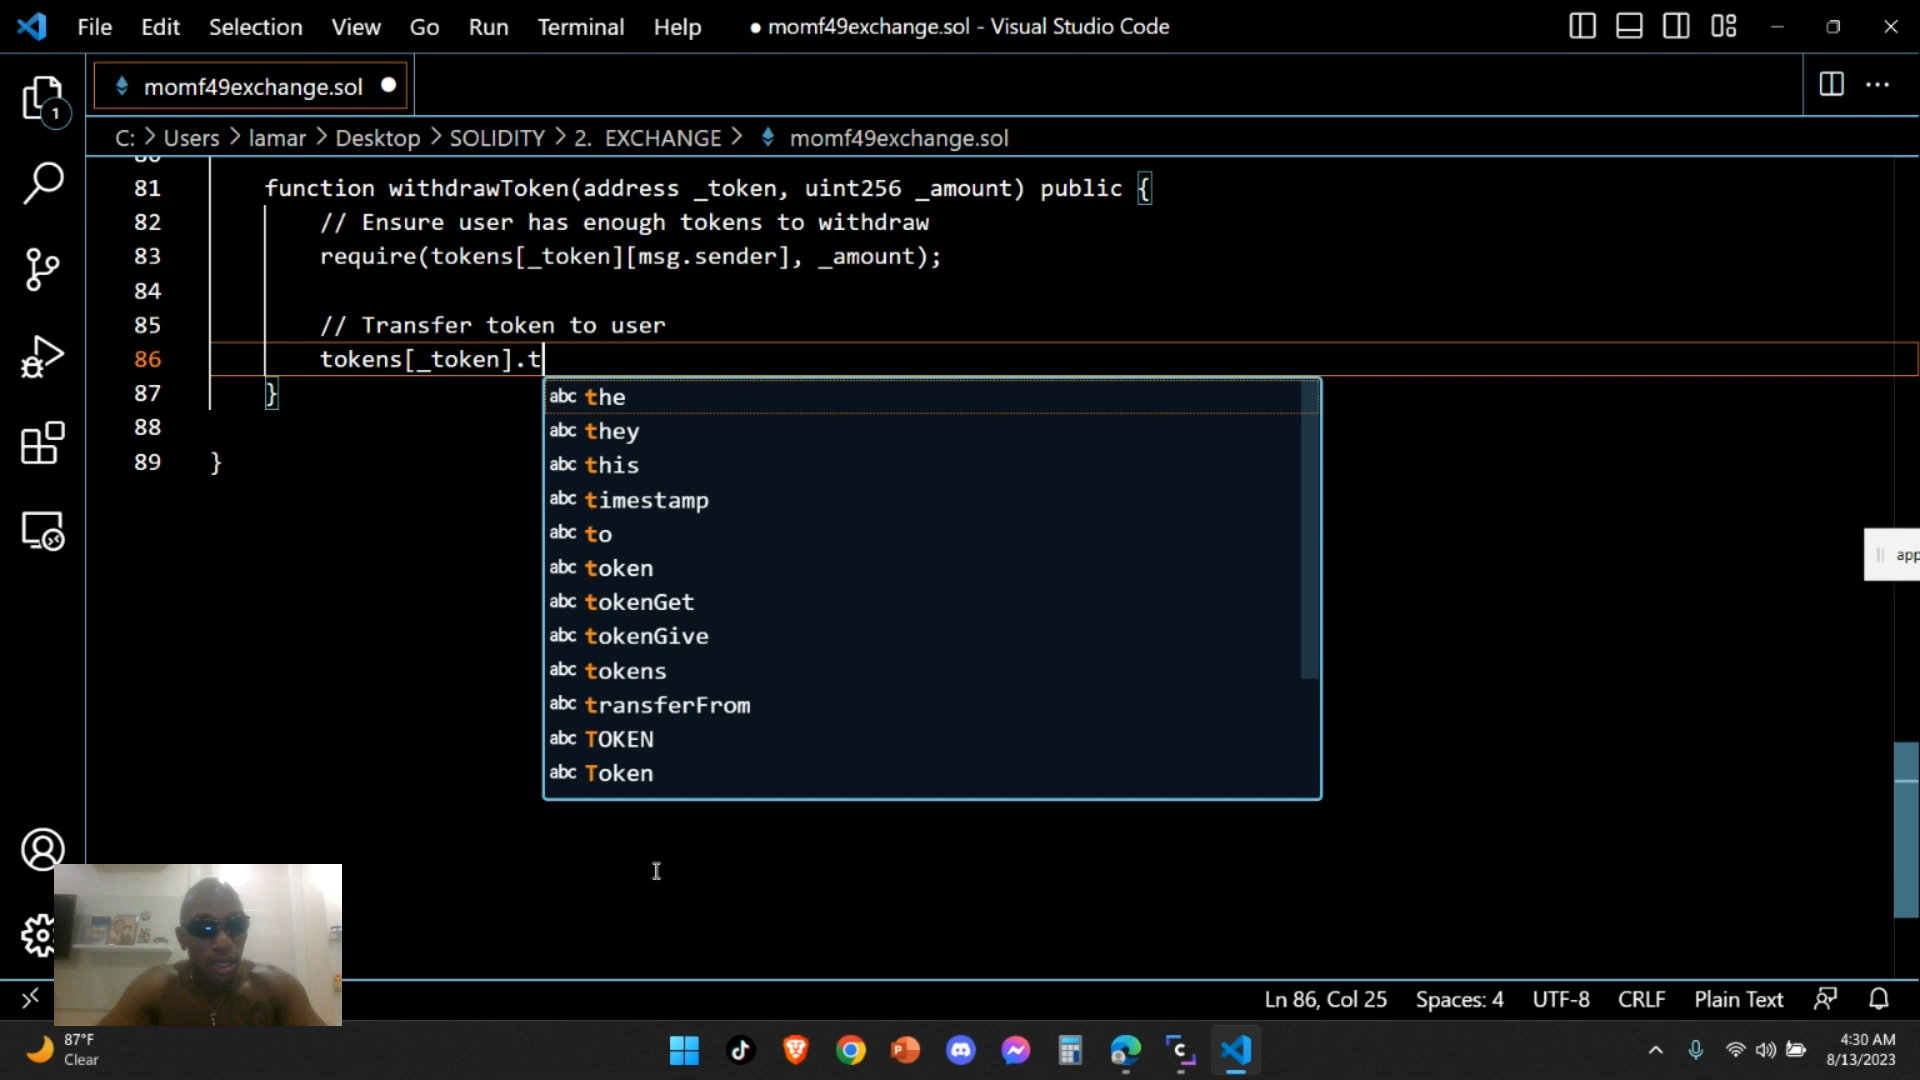 File Edit Selection View Go Run Terminal Help ● momf49exchange.sol - Visual Studio Code
momf49exchange.sol
1
C: > Users > lamar > Desktop > SOLIDITY > 2. EXCHANGE > momf49exchange.sol
81 function withdrawToken(address _token, uint256 _amount) public {
82 // Ensure user has enough tokens to withdraw
83 require(tokens[_token][msg.sender], _amount);
84
85 // Transfer token to user
86 tokens[_token].t
87 }
88
89 }
abc the
abc they
abc this
abc timestamp
abc to
abc token
abc tokenGet
abc tokenGive
abc tokens
abc transferFrom
abc TOKEN
abc Token
app
Ln 86, Col 25 Spaces: 4 UTF-8 CRLF Plain Text
87°F
Clear
4:30 AM
8/13/2023